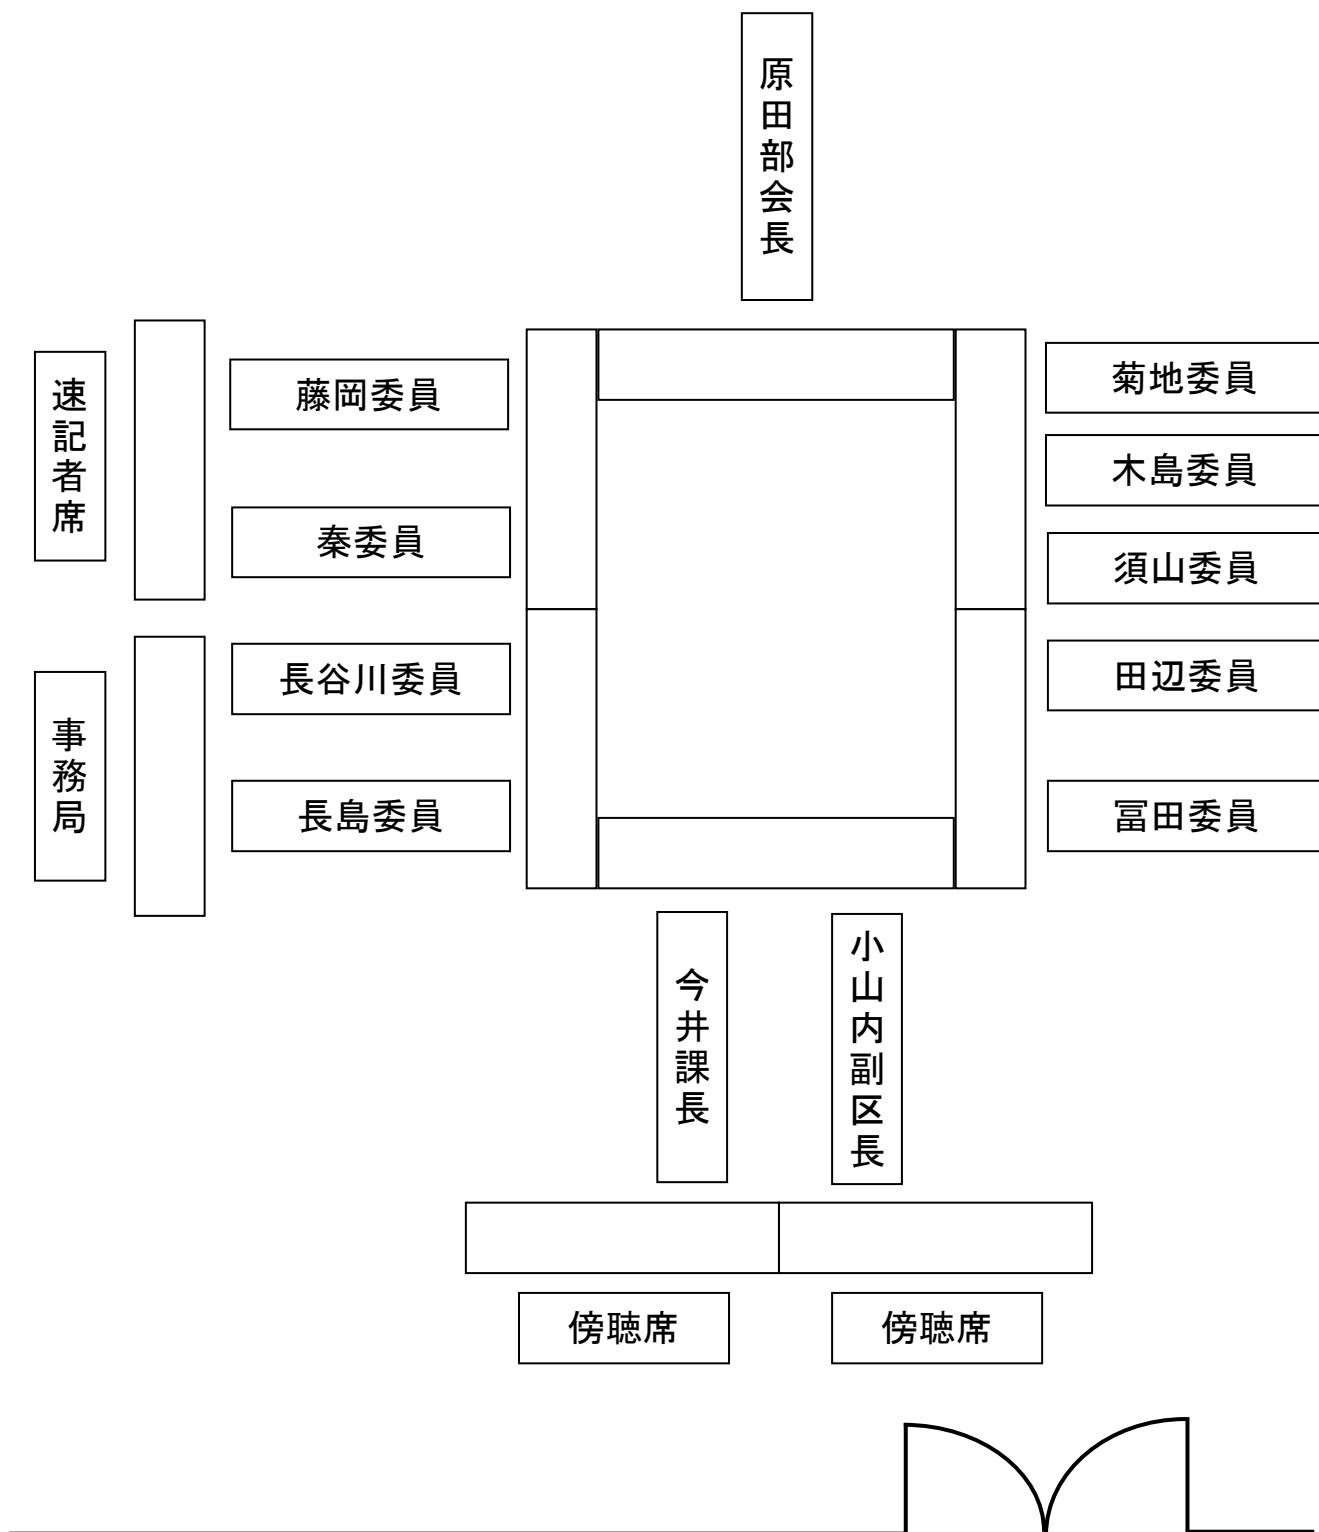 原田部会長
速記者席
藤岡委員
菊地委員
木島委員
秦委員
須山委員
事務局
長谷川委員
田辺委員
長島委員
冨田委員
今井課長
小山内副区長
傍聴席
傍聴席